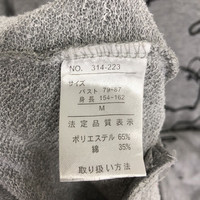 NO. 314-223
サイズ
バスト 79-87
身長 154-162
M
法定品質表示
ポリエステル 65%
綿 35%
取り扱い方法